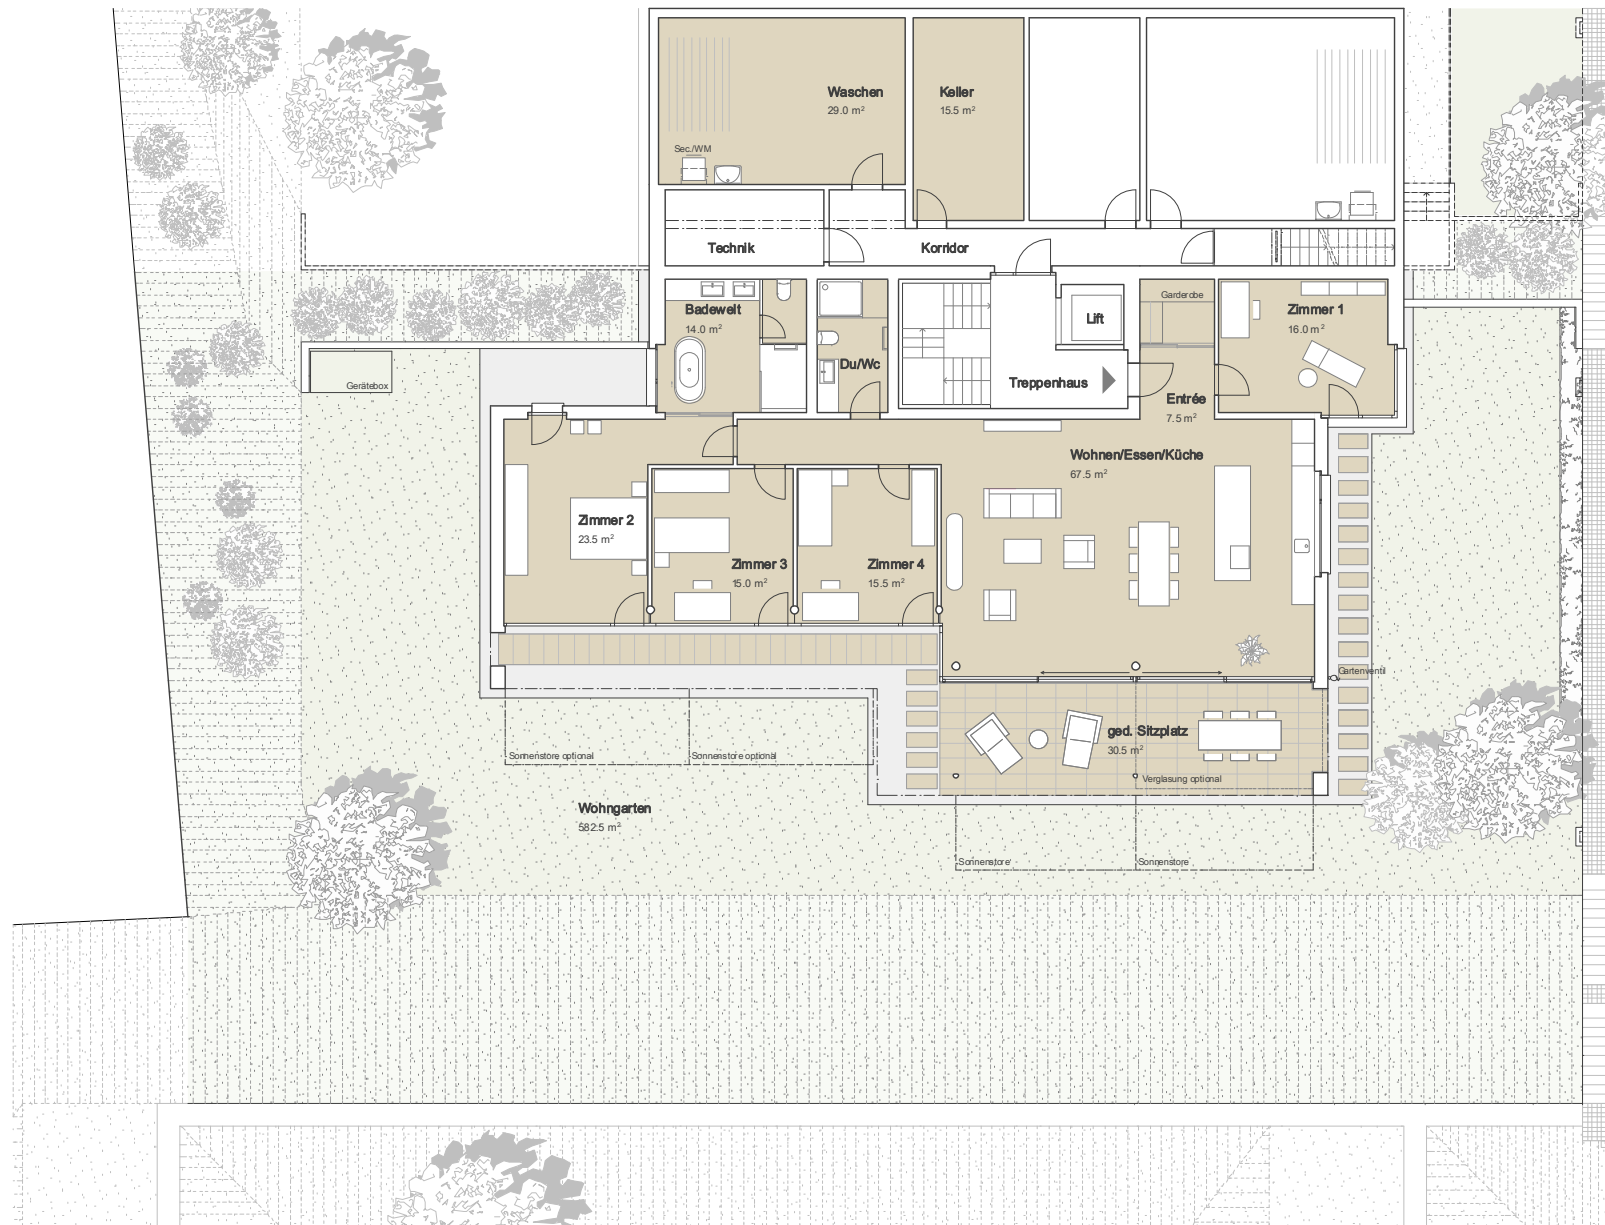 Waschen
29.0 m²
Keller
15.5 m²
Sec./WM
Technik
Korridor
Badewelt
14.0 m²
Du/Wc
Lift
Garderobe
Zimmer 1
16.0 m²
Treppenhaus
Entrée
7.5 m²
Gerätebox
Wohnen/Essen/Küche
67.5 m²
Zimmer 2
23.5 m²
Zimmer 3
15.0 m²
Zimmer 4
15.5 m²
Gartenventil
ged. Sitzplatz
30.5 m²
Verglasung optional
Sonnenstore optional
Sonnenstore optional
Wohngarten
582.5 m²
Sonnenstore
Sonnenstore